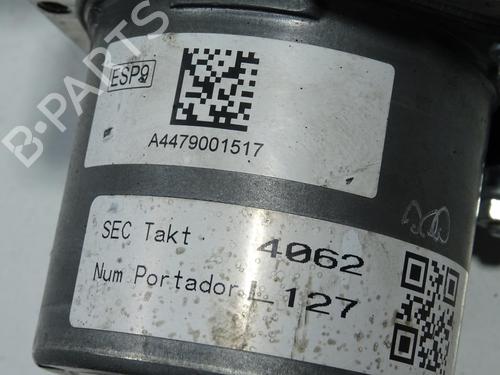 B-PARTS
ESP9
A4479001517
SEC Takt 4062
Num Portador 127